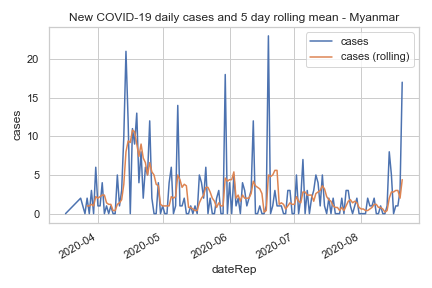 New COVID-19 daily cases and 5 day rolling mean - Myanmar
cases
cases (rolling)
cases
20
15
10
5
0
2020-04
2020-05
2020-06
2020-07
2020-08
dateRep